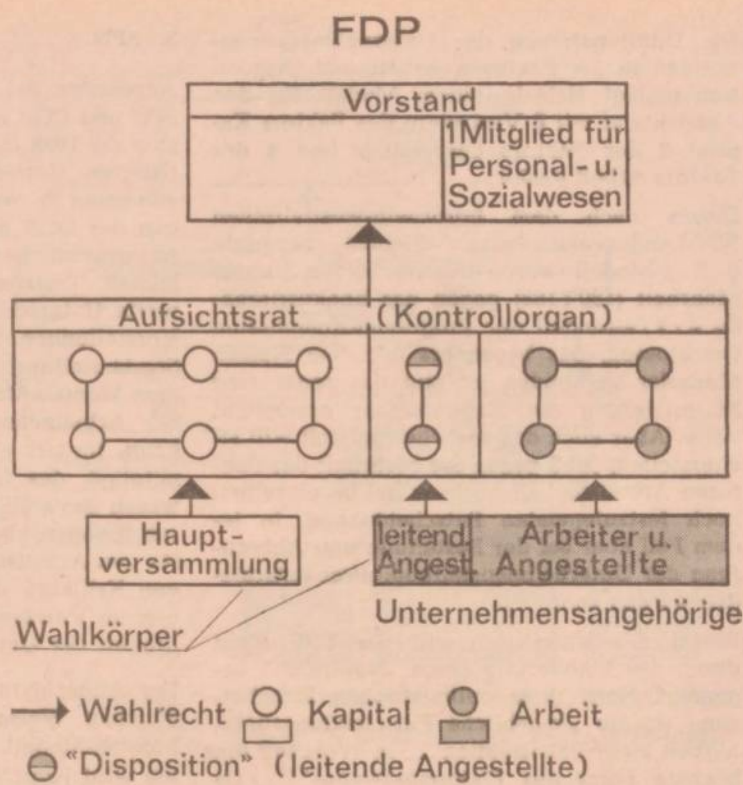 FDP
Vorstand
1Mitglied für
Personal- u.
Sozialwesen
Aufsichtsrat (Kontrollorgan)
Haupt-
versammlung
leitend.
Angest.
Arbeiter u.
Angestellte
Unternehmensangehörige
Wahlkörper
Wahlrecht Kapital Arbeit
"Disposition" (leitende Angestellte)